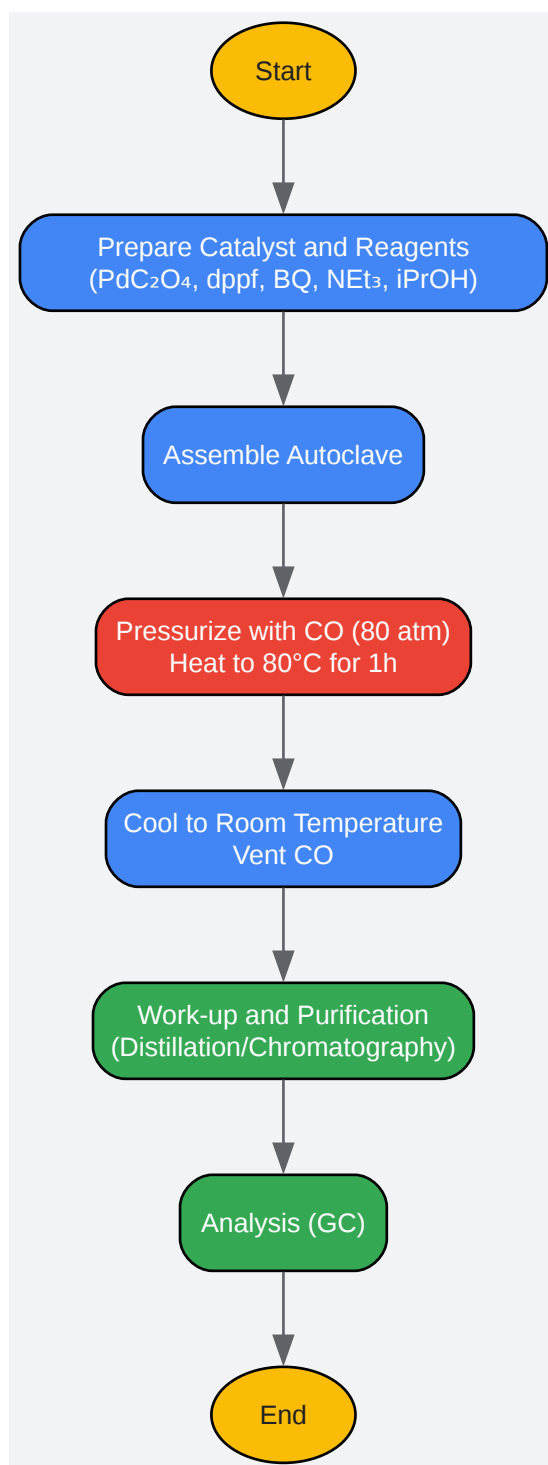 Start
Prepare Catalyst and Reagents
(PdC₂O₄, dppf, BQ, NEt₃, iPrOH)
Assemble Autoclave
Pressurize with CO (80 atm)
Heat to 80°C for 1h
Cool to Room Temperature
Vent CO
Work-up and Purification
(Distillation/Chromatography)
Analysis (GC)
End